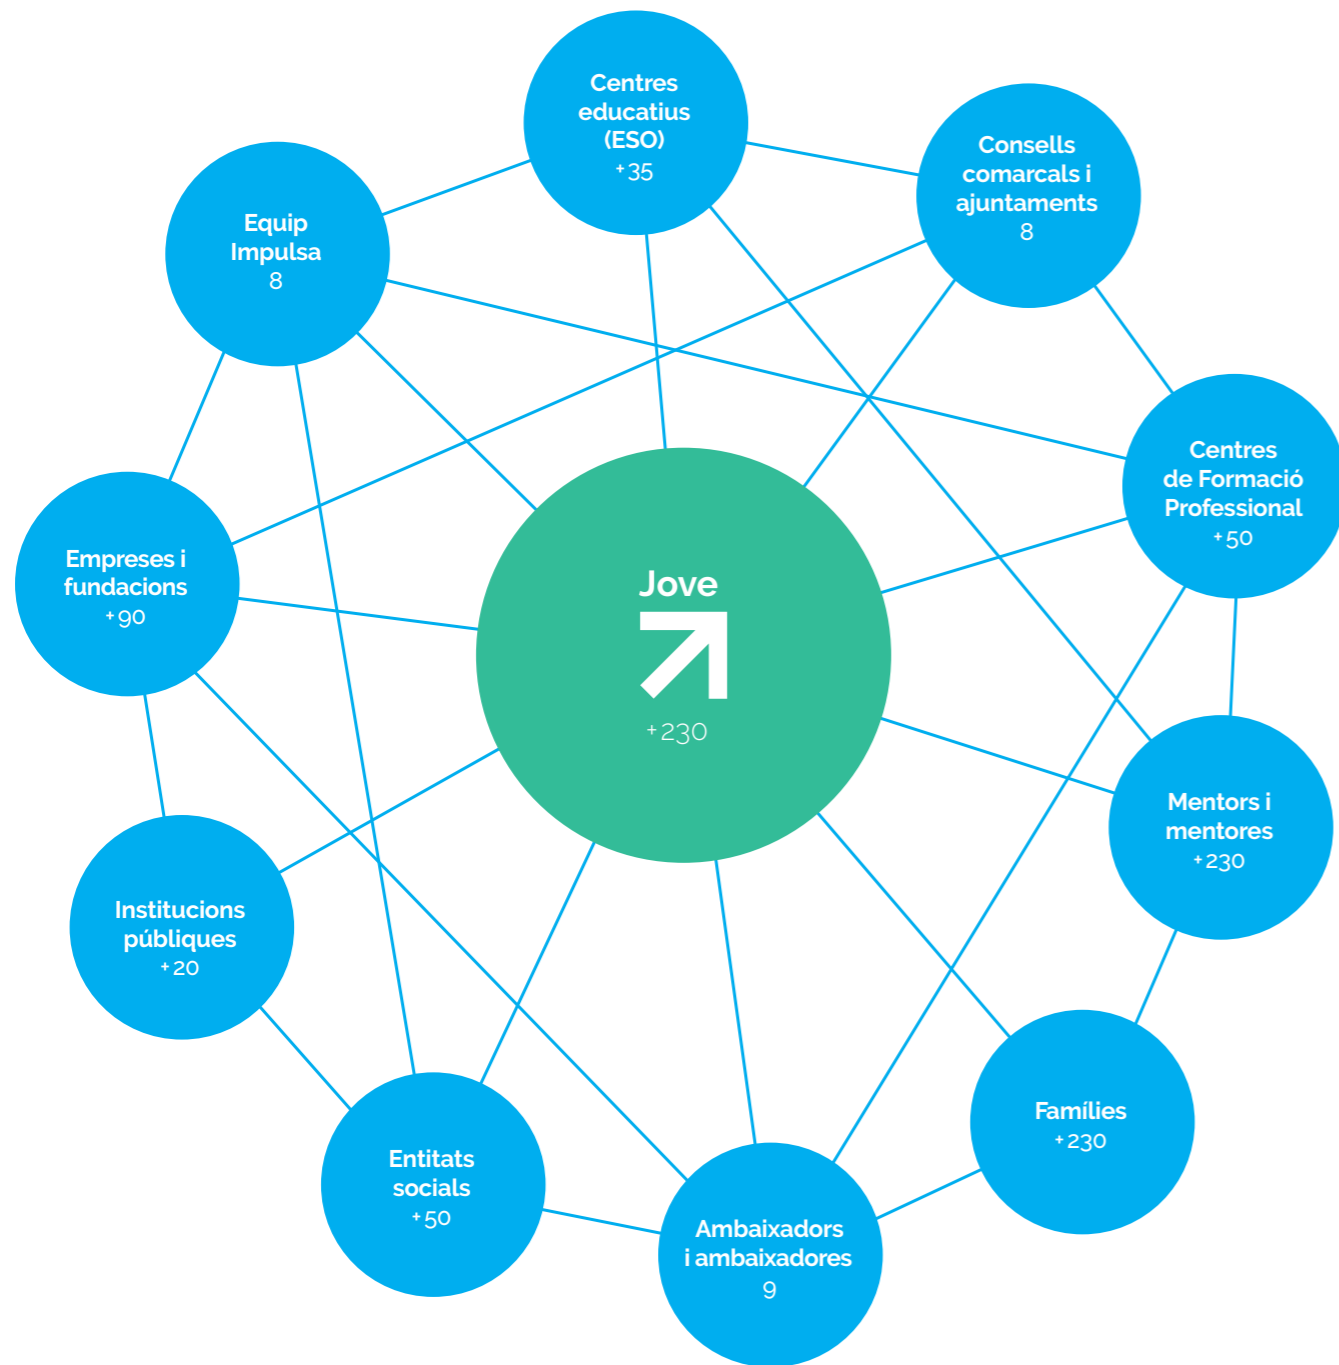 Centres
educatius
(ESO)
+35
Consells
comarcals i
ajuntaments
8
Equip
Impulsa
8
Centres
de Formació
Professional
+50
Empreses i
fundacions
+90
Jove
+230
Mentors i
mentores
+230
Institucions
públiques
+20
Famílies
+230
Entitats
socials
+50
Ambaixadors
i ambaixadores
9